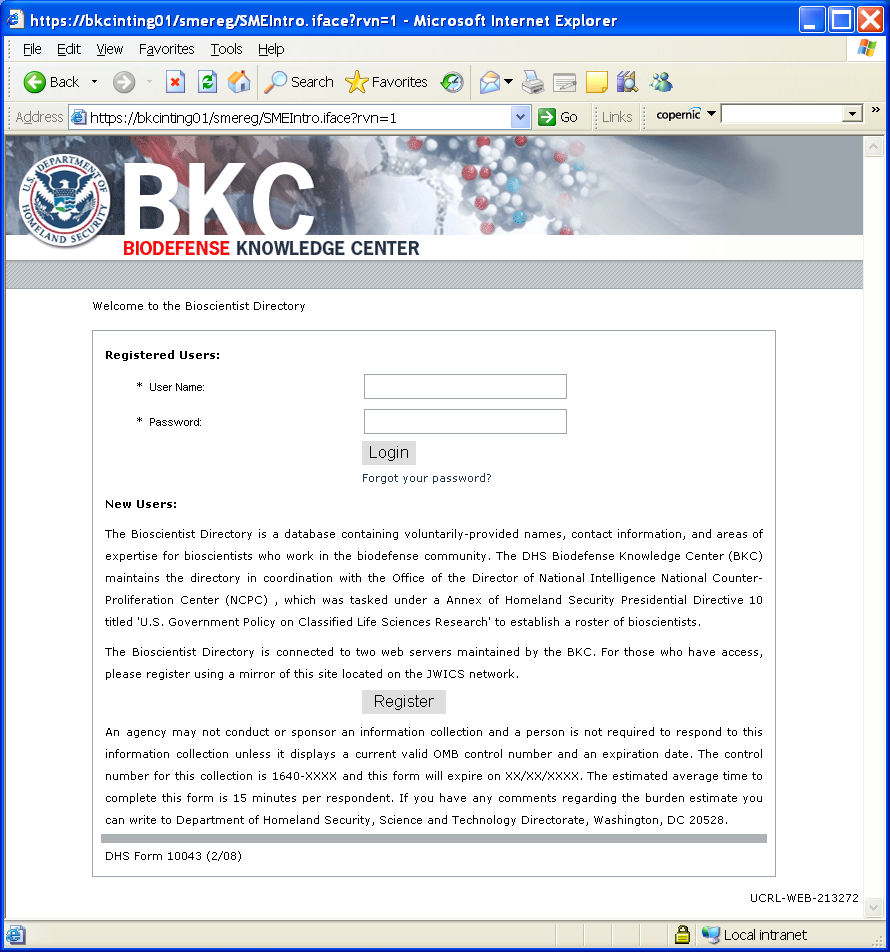 https://bkcinting01/smereg/SMEIntro.iface?rvn=1 - Microsoft Internet Explorer
File Edit View Favorites Tools Help
Back Search Favorites
Address https://bkcinting01/smereg/SMEIntro.iface?rvn=1 Go Links copernic »
U.S. DEPARTMENT OF HOMELAND SECURITY
BKC
BIODEFENSE KNOWLEDGE CENTER
Welcome to the Bioscientist Directory
Registered Users:
* User Name:
* Password:
Login
Forgot your password?
New Users:
The Bioscientist Directory is a database containing voluntarily-provided names, contact information, and areas of
expertise for bioscientists who work in the biodefense community. The DHS Biodefense Knowledge Center (BKC)
maintains the directory in coordination with the Office of the Director of National Intelligence National Counter-
Proliferation Center (NCPC) , which was tasked under a Annex of Homeland Security Presidential Directive 10
titled 'U.S. Government Policy on Classified Life Sciences Research' to establish a roster of bioscientists.
The Bioscientist Directory is connected to two web servers maintained by the BKC. For those who have access,
please register using a mirror of this site located on the JWICS network.
Register
An agency may not conduct or sponsor an information collection and a person is not required to respond to this
information collection unless it displays a current valid OMB control number and an expiration date. The control
number for this collection is 1640-XXXX and this form will expire on XX/XX/XXXX. The estimated average time to
complete this form is 15 minutes per respondent. If you have any comments regarding the burden estimate you
can write to Department of Homeland Security, Science and Technology Directorate, Washington, DC 20528.
DHS Form 10043 (2/08)
UCRL-WEB-213272
Local intranet